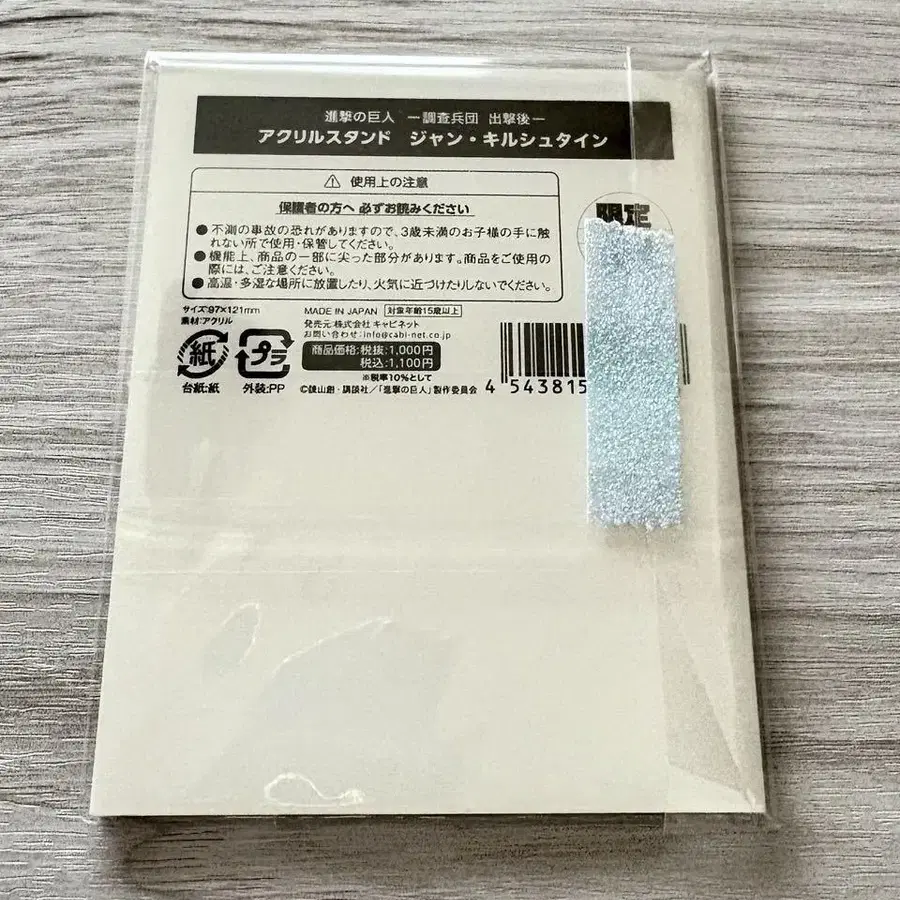 進撃の巨人 ー調査兵団 出撃後ー
アクリルスタンド ジャン・キルシュタイン
限定
⚠ 使用上の注意
保護者の方へ 必ずお読みください
●不測の事故の恐れがありますので、3歳未満のお子様の手に触
れない所で使用・保管してください。
●機能上、商品の一部に尖った部分があります。商品をご使用の
際には、ご注意ください。
●高温・多湿な場所に放置したり、火気に近づけたりしないでください。
サイズ:97×121mm
素材:アクリル
MADE IN JAPAN 対象年齢15歳以上
発売元:株式会社 キャビネット
お問い合わせ:info@cabi-net.co.jp
商品価格:税抜:1,000円
税込:1,100円
※税率10%として
紙
台紙:紙
プラ
外装:PP
©諫山創・講談社/「進撃の巨人」製作委員会
4 543815